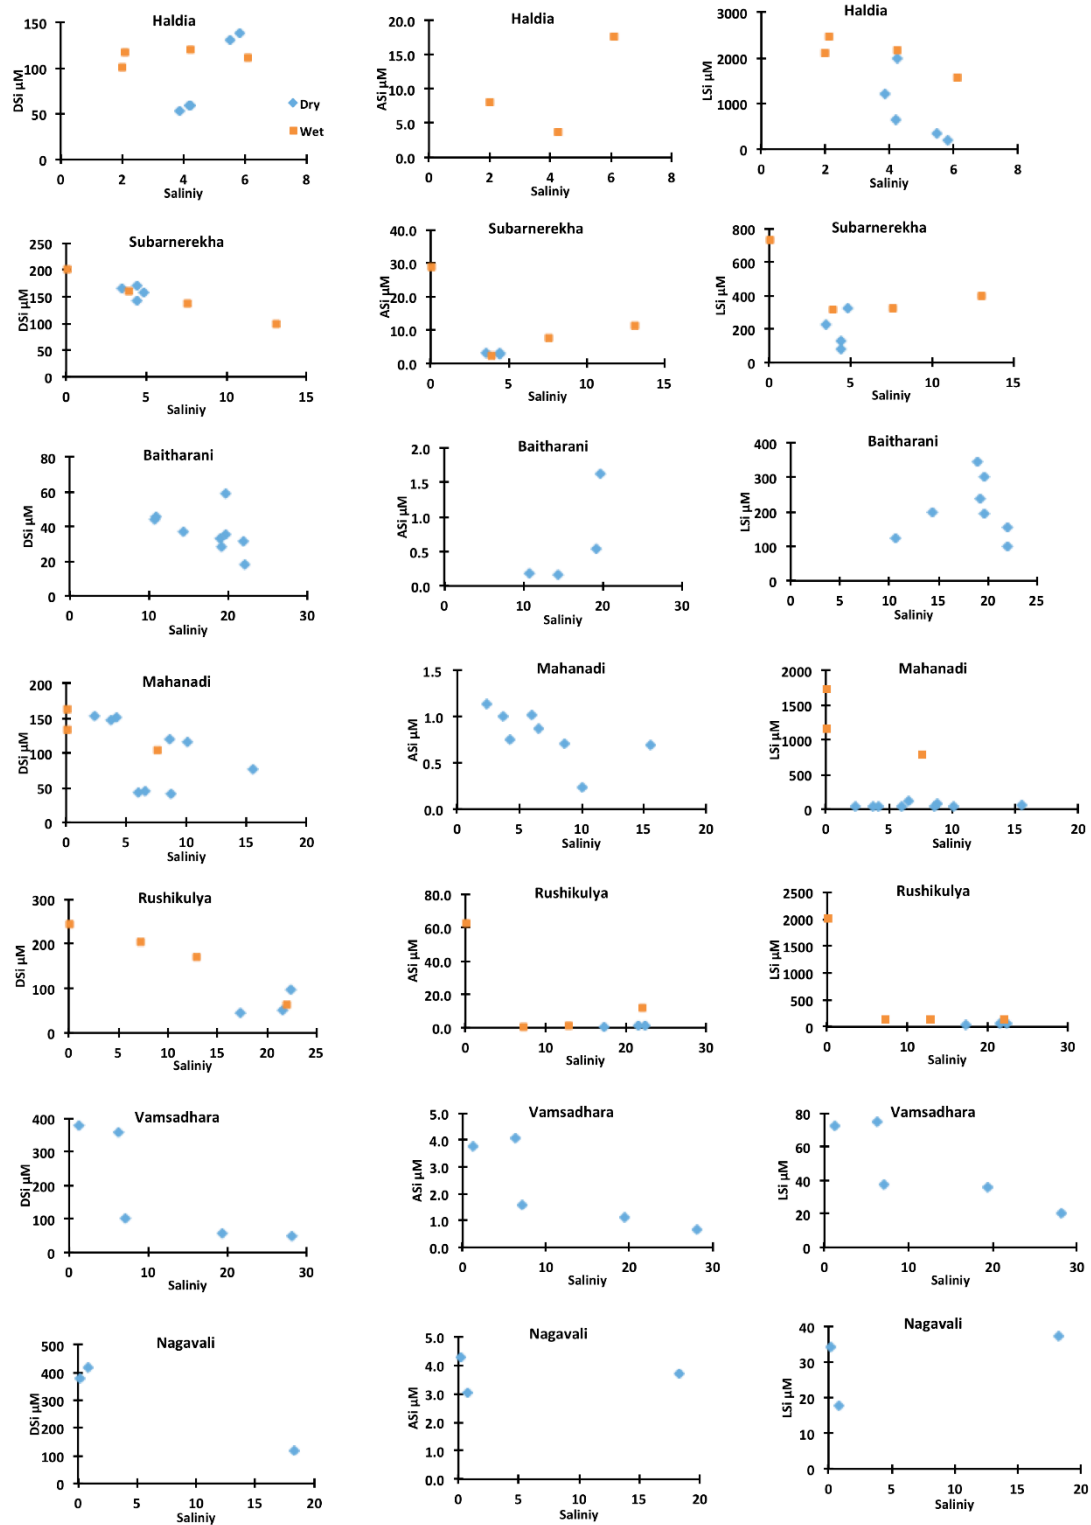 Haldia
150
100
50
0
DSi µM
0 2 4 6 8
Saliniy
Dry
Wet
Haldia
20.0
15.0
10.0
5.0
0.0
ASi µM
0 2 4 6 8
Saliniy
Haldia
3000
2000
1000
0
LSi µM
0 2 4 6 8
Saliniy
Subarnerekha
250
200
150
100
50
0
DSi µM
0 5 10 15
Saliniy
Subarnerekha
40.0
30.0
20.0
10.0
0.0
ASi µM
0 5 10 15
Saliniy
Subarnerekha
800
600
400
200
0
LSi µM
0 5 10 15
Saliniy
Baitharani
80
60
40
20
0
DSi µM
0 10 20 30
Saliniy
Baitharani
2.0
1.5
1.0
0.5
0.0
ASi µM
0 10 20 30
Saliniy
Baitharani
400
300
200
100
0
LSi µM
0 5 10 15 20 25
Saliniy
Mahanadi
200
150
100
50
0
DSi µM
0 5 10 15 20
Saliniy
Mahanadi
1.5
1.0
0.5
0.0
ASi µM
0 5 10 15 20
Saliniy
Mahanadi
2000
1500
1000
500
0
LSi µM
0 5 10 15 20
Saliniy
Rushikulya
300
200
100
0
DSi µM
0 5 10 15 20 25
Saliniy
Rushikulya
80.0
60.0
40.0
20.0
0.0
ASi µM
0 10 20 30
Saliniy
Rushikulya
2500
2000
1500
1000
500
0
LSi µM
0 10 20 30
Saliniy
Vamsadhara
400
300
200
100
0
DSi µM
0 10 20 30
Saliniy
Vamsadhara
5.0
4.0
3.0
2.0
1.0
0.0
ASi µM
0 10 20 30
Saliniy
Vamsadhara
80
60
40
20
0
LSi µM
0 10 20 30
Saliniy
Nagavali
500
400
300
200
100
0
DSi µM
0 5 10 15 20
Saliniy
Nagavali
5.0
4.0
3.0
2.0
1.0
0.0
ASi µM
0 5 10 15 20
Saliniy
Nagavali
40
30
20
10
0
LSi µM
0 5 10 15 20
Saliniy